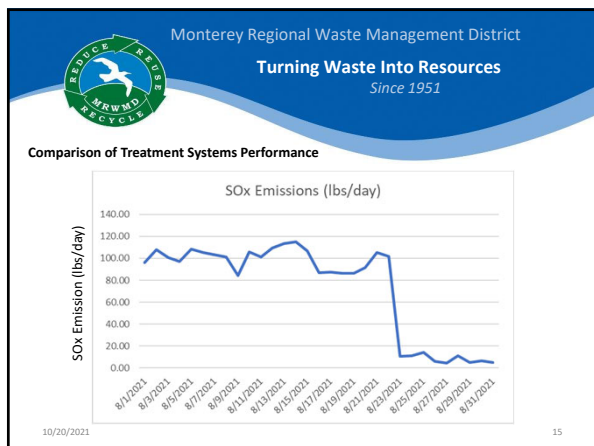 Monterey Regional Waste Management District
Turning Waste Into Resources
Since 1951
REDUCE REUSE
MRWMD
RECYCLE
Comparison of Treatment Systems Performance
SOx Emissions (lbs/day)
SOx Emission (lbs/day)
140.00
120.00
100.00
80.00
60.00
40.00
20.00
0.00
8/1/2021 8/3/2021 8/5/2021 8/7/2021 8/9/2021 8/11/2021 8/13/2021 8/15/2021 8/17/2021 8/19/2021 8/21/2021 8/23/2021 8/25/2021 8/27/2021 8/29/2021 8/31/2021
10/20/2021 15